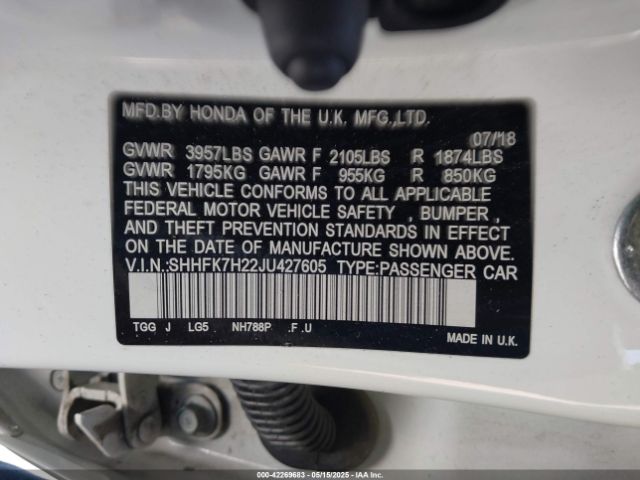 MFD.BY HONDA OF THE U.K. MFG.,LTD.
07/18
GVWR 3957LBS GAWR F 2105LBS R 1874LBS
GVWR 1795KG GAWR F 955KG R 850KG
THIS VEHICLE CONFORMS TO ALL APPLICABLE
FEDERAL MOTOR VEHICLE SAFETY , BUMPER ,
AND THEFT PREVENTION STANDARDS IN EFFECT
ON THE DATE OF MANUFACTURE SHOWN ABOVE.
V.I.N.:SHHFK7H22JU427605 TYPE:PASSENGER CAR
TGG J LG5 NH788P .F .U
MADE IN U.K.
000-42269683 - 05/15/2025 - IAA, Inc.